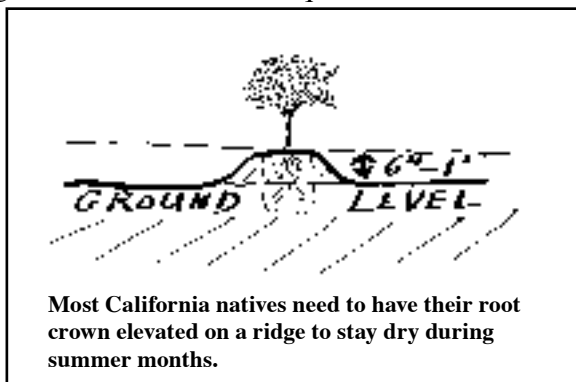 6"–1'
GROUND LEVEL
Most California natives need to have their root
crown elevated on a ridge to stay dry during
summer months.